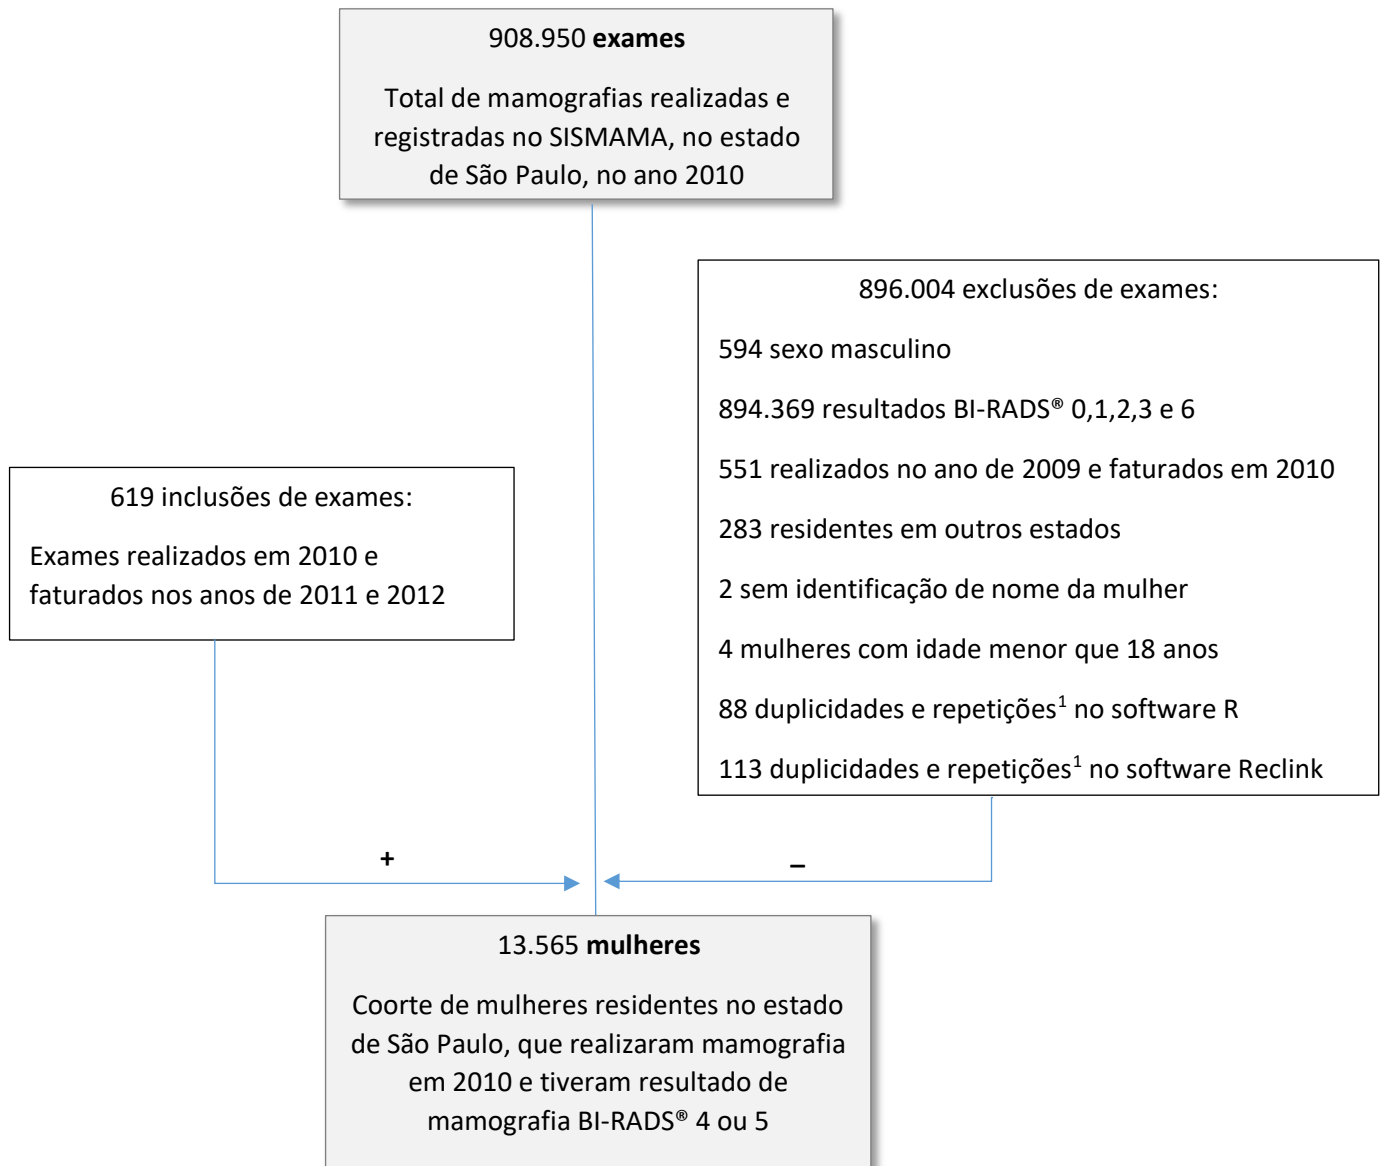 908.950 exames
Total de mamografias realizadas e
registradas no SISMAMA, no estado
de São Paulo, no ano 2010
896.004 exclusões de exames:
594 sexo masculino
894.369 resultados BI-RADS® 0,1,2,3 e 6
551 realizados no ano de 2009 e faturados em 2010
283 residentes em outros estados
2 sem identificação de nome da mulher
4 mulheres com idade menor que 18 anos
88 duplicidades e repetições¹ no software R
113 duplicidades e repetições¹ no software Reclink
619 inclusões de exames:
Exames realizados em 2010 e
faturados nos anos de 2011 e 2012
+
–
13.565 mulheres
Coorte de mulheres residentes no estado
de São Paulo, que realizaram mamografia
em 2010 e tiveram resultado de
mamografia BI-RADS® 4 ou 5